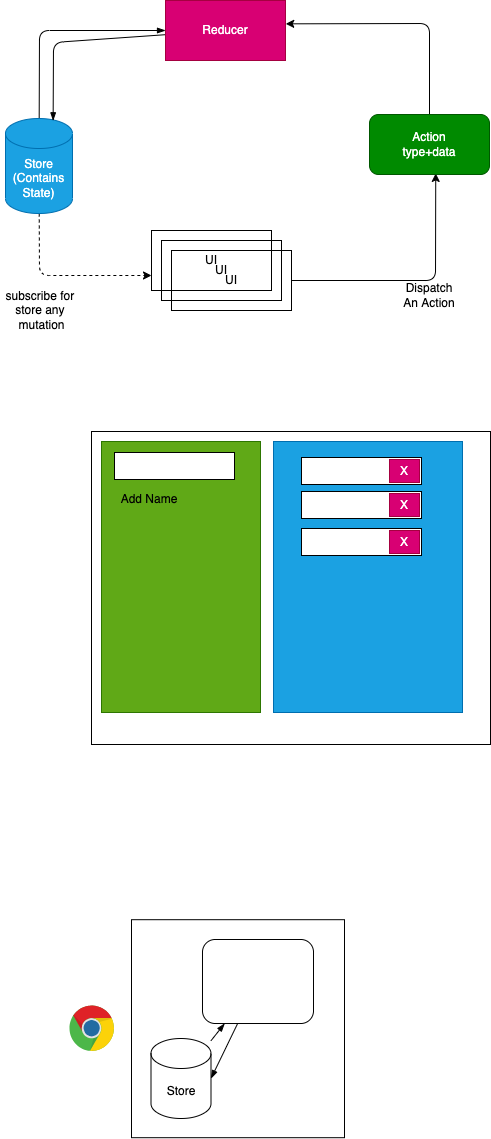 Reducer
Action
type+data
Store
(Contains
State)
UI
UI
UI
subscribe for
store any
mutation
Dispatch
An Action
X
Add Name
X
X
Store